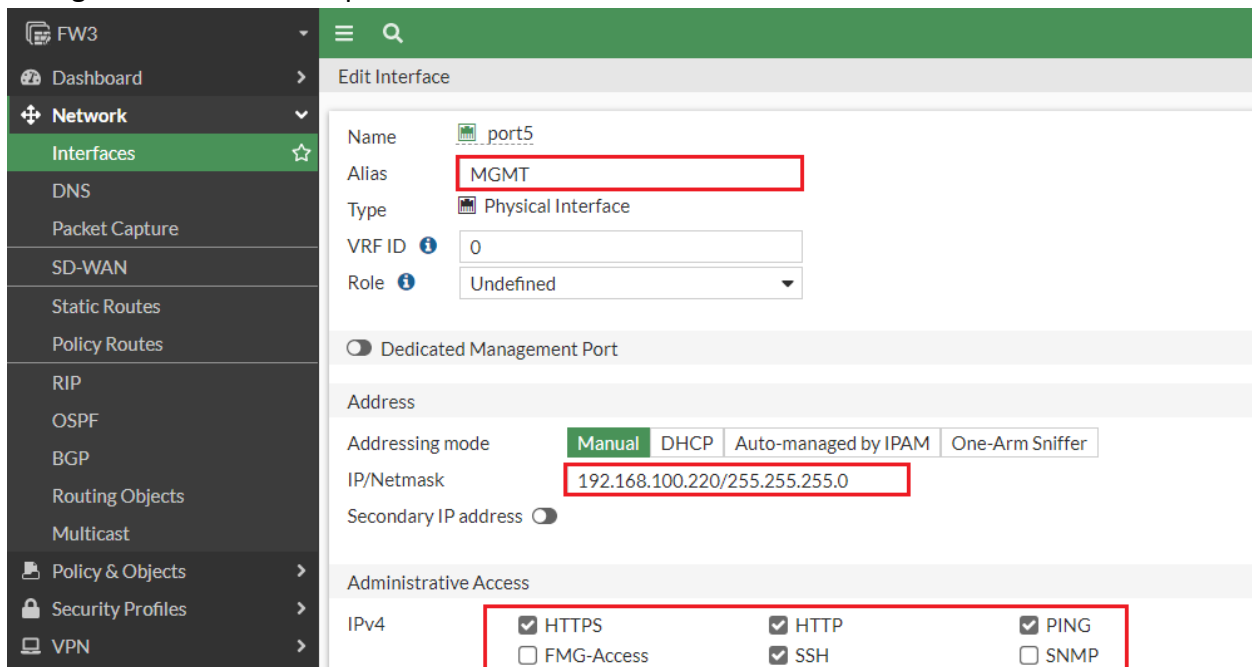 FW3
Dashboard
Network
Interfaces
DNS
Packet Capture
SD-WAN
Static Routes
Policy Routes
RIP
OSPF
BGP
Routing Objects
Multicast
Policy & Objects
Security Profiles
VPN
Edit Interface
Name port5
Alias MGMT
Type Physical Interface
VRF ID 0
Role Undefined
Dedicated Management Port
Address
Addressing mode Manual DHCP Auto-managed by IPAM One-Arm Sniffer
IP/Netmask 192.168.100.220/255.255.255.0
Secondary IP address
Administrative Access
IPv4 HTTPS HTTP PING
FMG-Access SSH SNMP